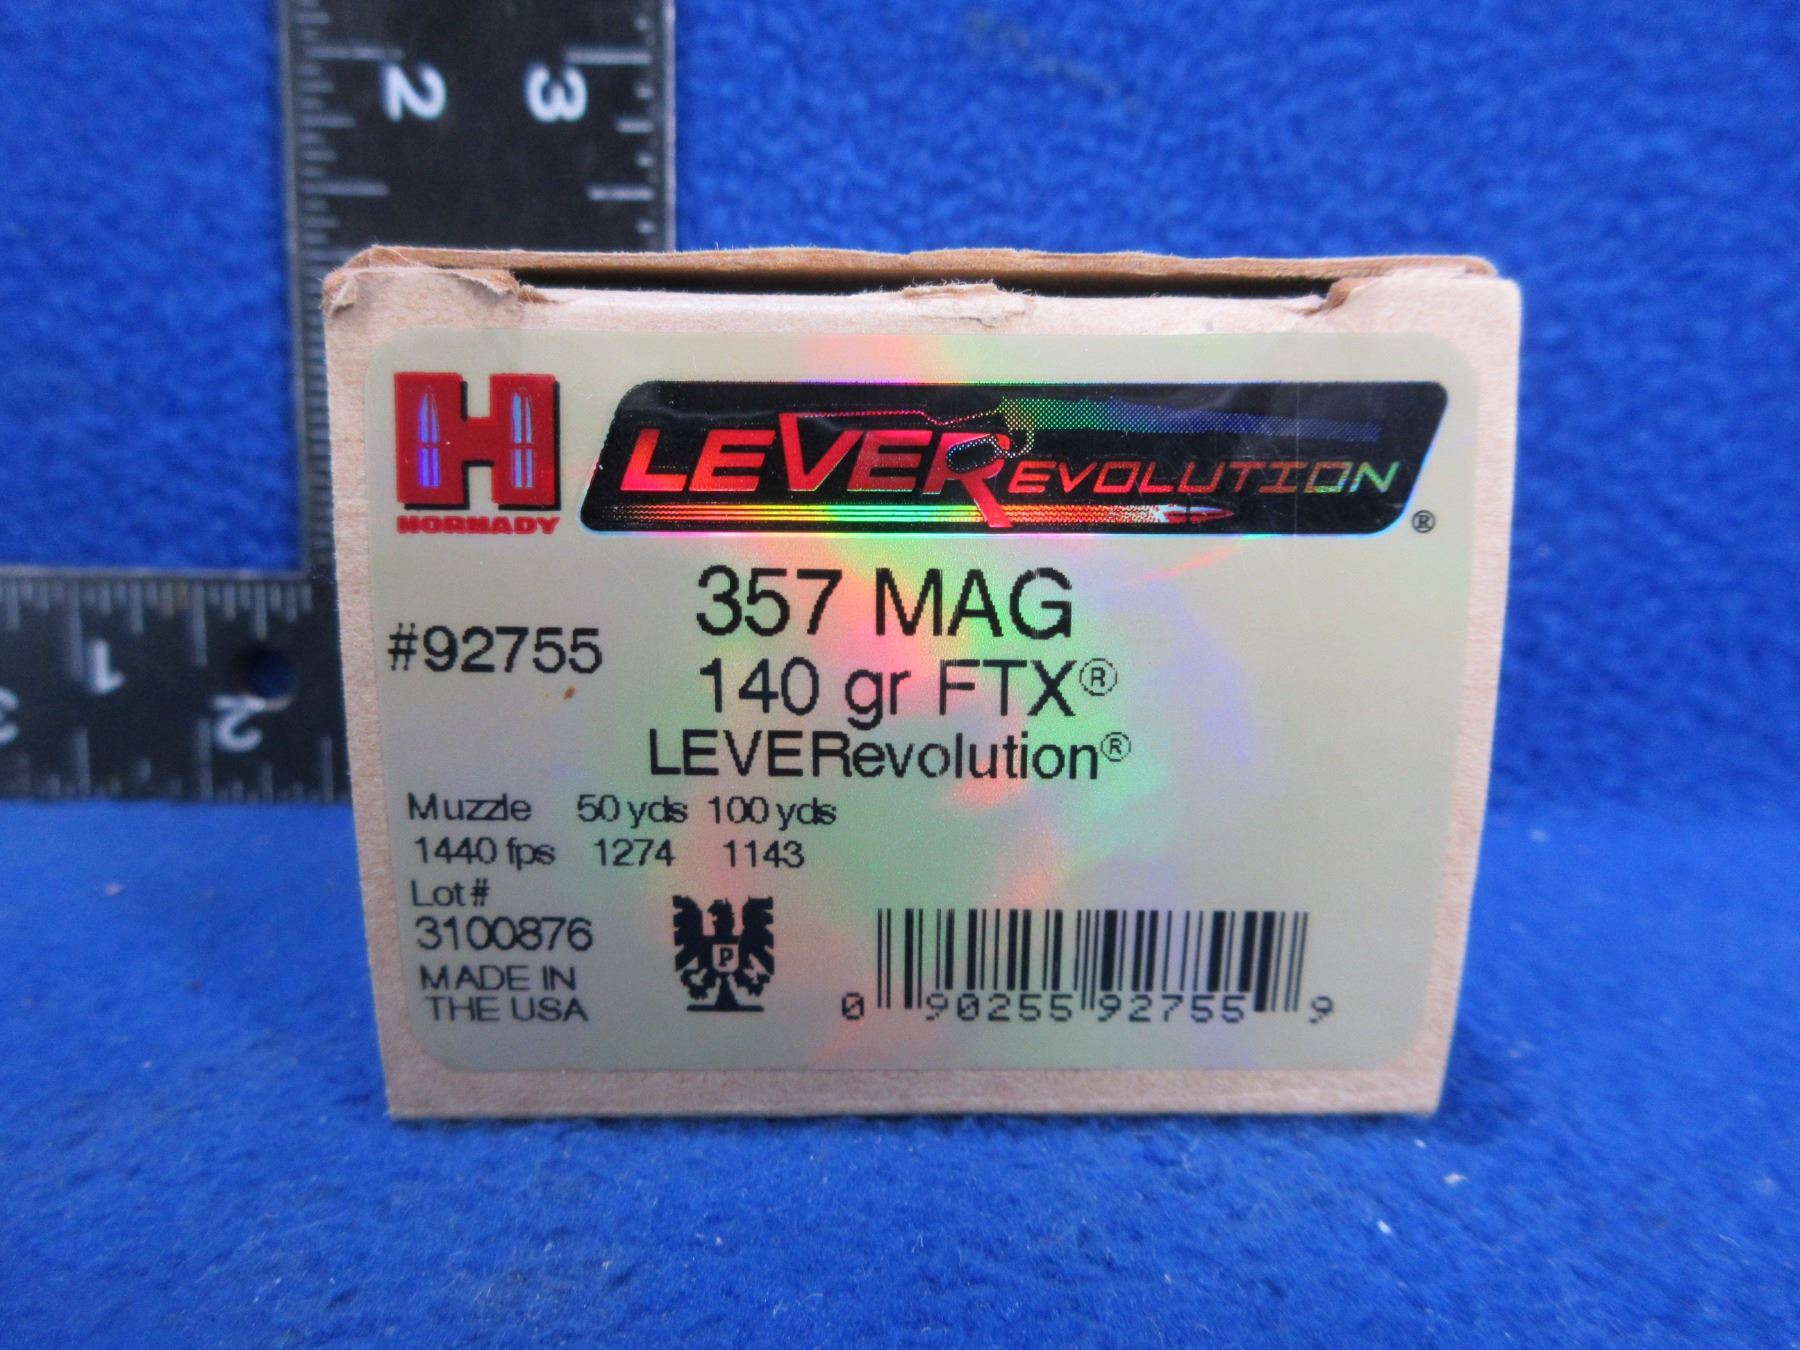 2 3
1 2
3
HORNADY
LEVEREVOLUTION®
#92755
357 MAG
140 gr FTX®
LEVERevolution®
Muzzle 50 yds 100 yds
1440 fps 1274 1143
Lot#
3100876
MADE IN
THE USA
P
0 90255 92755 9